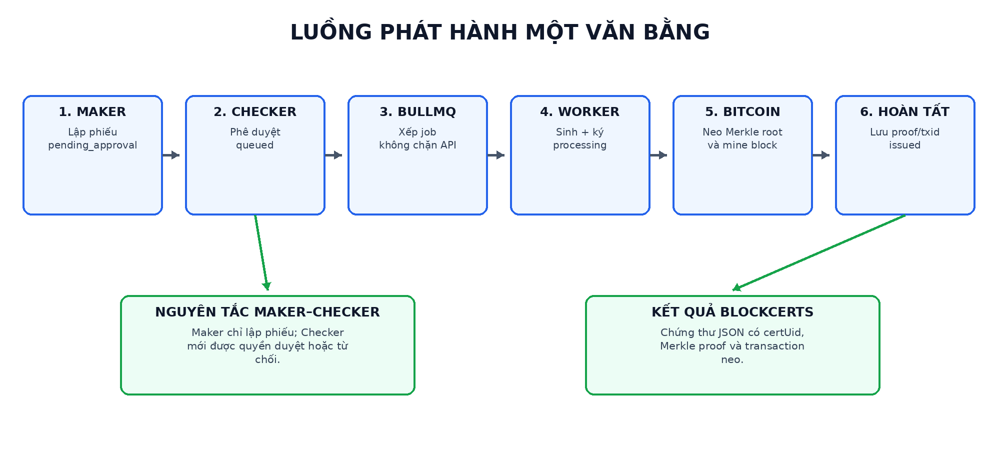 LUỒNG PHÁT HÀNH MỘT VĂN BẰNG
1. MAKER
Lập phiếu
pending_approval
2. CHECKER
Phê duyệt
queued
3. BULLMQ
Xếp job
không chặn API
4. WORKER
Sinh + ký
processing
5. BITCOIN
Neo Merkle root
và mine block
6. HOÀN TẤT
Lưu proof/txid
issued
NGUYÊN TẮC MAKER–CHECKER
Maker chỉ lập phiếu; Checker
mới được quyền duyệt hoặc từ
chối.
KẾT QUẢ BLOCKCERTS
Chứng thư JSON có certUid,
Merkle proof và transaction
neo.